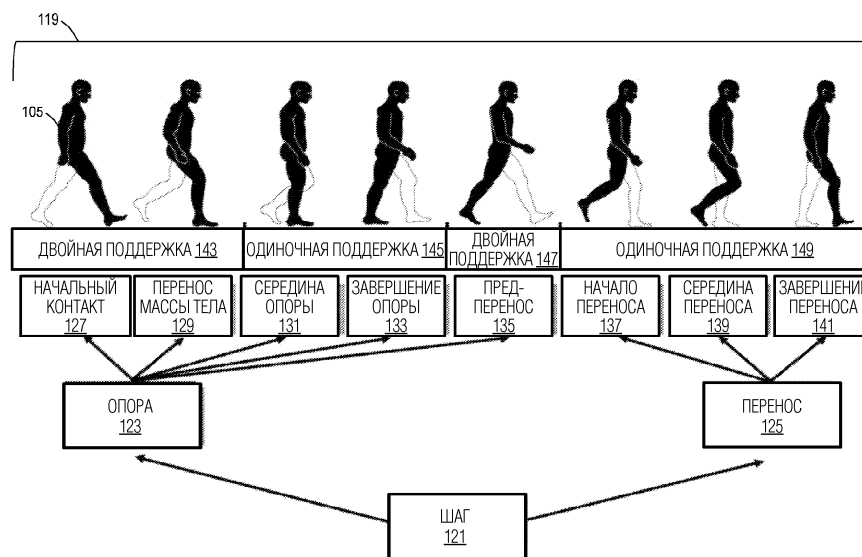 119
105
ДВОЙНАЯ ПОДДЕРЖКА 143
ОДИНОЧНАЯ ПОДДЕРЖКА 145
ДВОЙНАЯ
ПОДДЕРЖКА 147
ОДИНОЧНАЯ ПОДДЕРЖКА 149
НАЧАЛЬНЫЙ
КОНТАКТ
127
ПЕРЕНОС
МАССЫ ТЕЛА
129
СЕРЕДИНА
ОПОРЫ
131
ЗАВЕРШЕНИЕ
ОПОРЫ
133
ПРЕД-
ПЕРЕНОС
135
НАЧАЛО
ПЕРЕНОСА
137
СЕРЕДИНА
ПЕРЕНОСА
139
ЗАВЕРШЕНИЕ
ПЕРЕНОСА
141
ОПОРА
123
ПЕРЕНОС
125
ШАГ
121